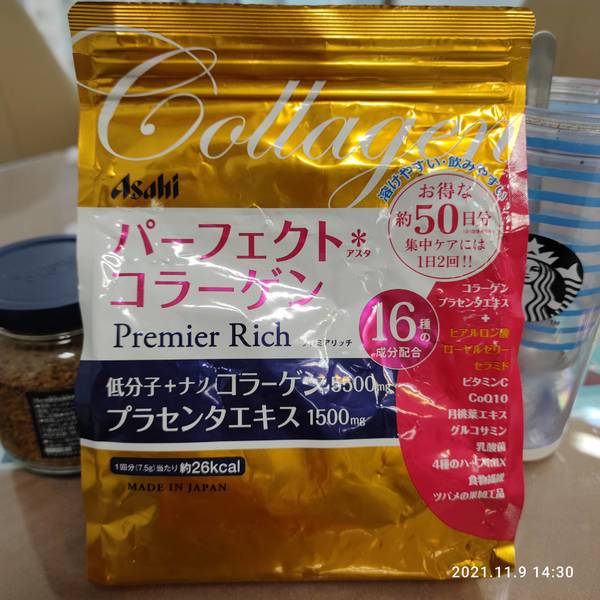 Collagen
Asahi
溶けやすい・飲みやすい
お得な
約50日分
集中ケアには
1日2回!!
パーフェクト*
アスタ
コラーゲン
Premier Rich
プレミアリッチ
16種の
成分配合
低分子+ナノコラーゲン5500mg
プラセンタエキス1500mg
コラーゲン
プラセンタエキス
+
ヒアルロン酸
ローヤルゼリー
セラミド
ビタミンC
CoQ10
月桃葉エキス
グルコサミン
乳酸菌
4種のハーブMIX
食物繊維
ツバメの巣加工品
1回分(7.5g)当たり 約26kcal
MADE IN JAPAN
2021.11.9 14:30